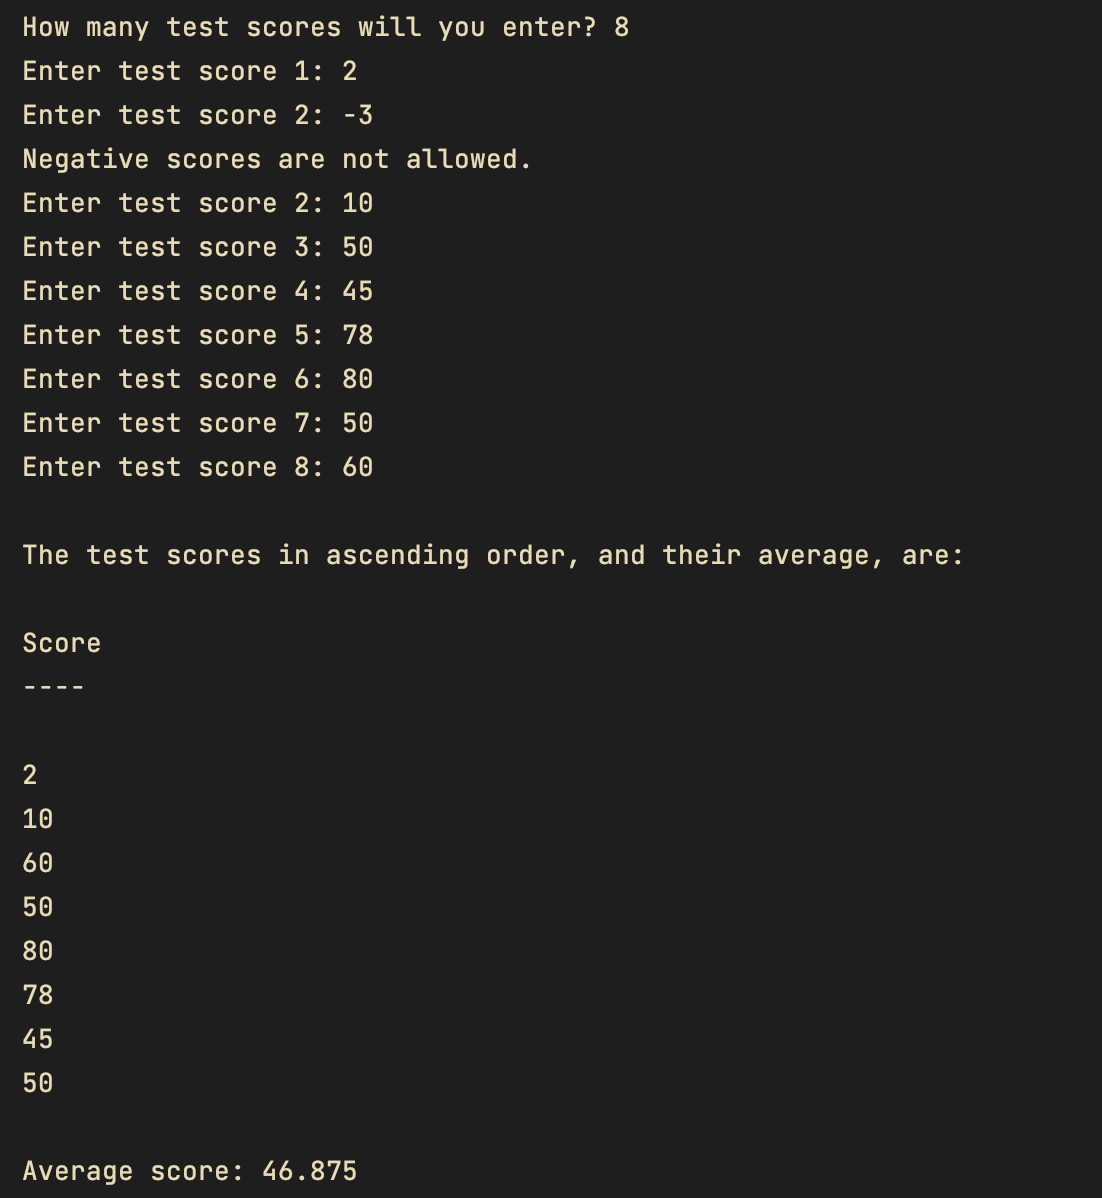 How many test scores will you enter? 8
Enter test score 1: 2
Enter test score 2: -3
Negative scores are not allowed.
Enter test score 2: 10
Enter test score 3: 50
Enter test score 4: 45
Enter test score 5: 78
Enter test score 6: 80
Enter test score 7: 50
Enter test score 8: 60
The test scores in ascending order, and their average, are:
Score
----
2
10
60
50
80
78
45
50
Average score: 46.875